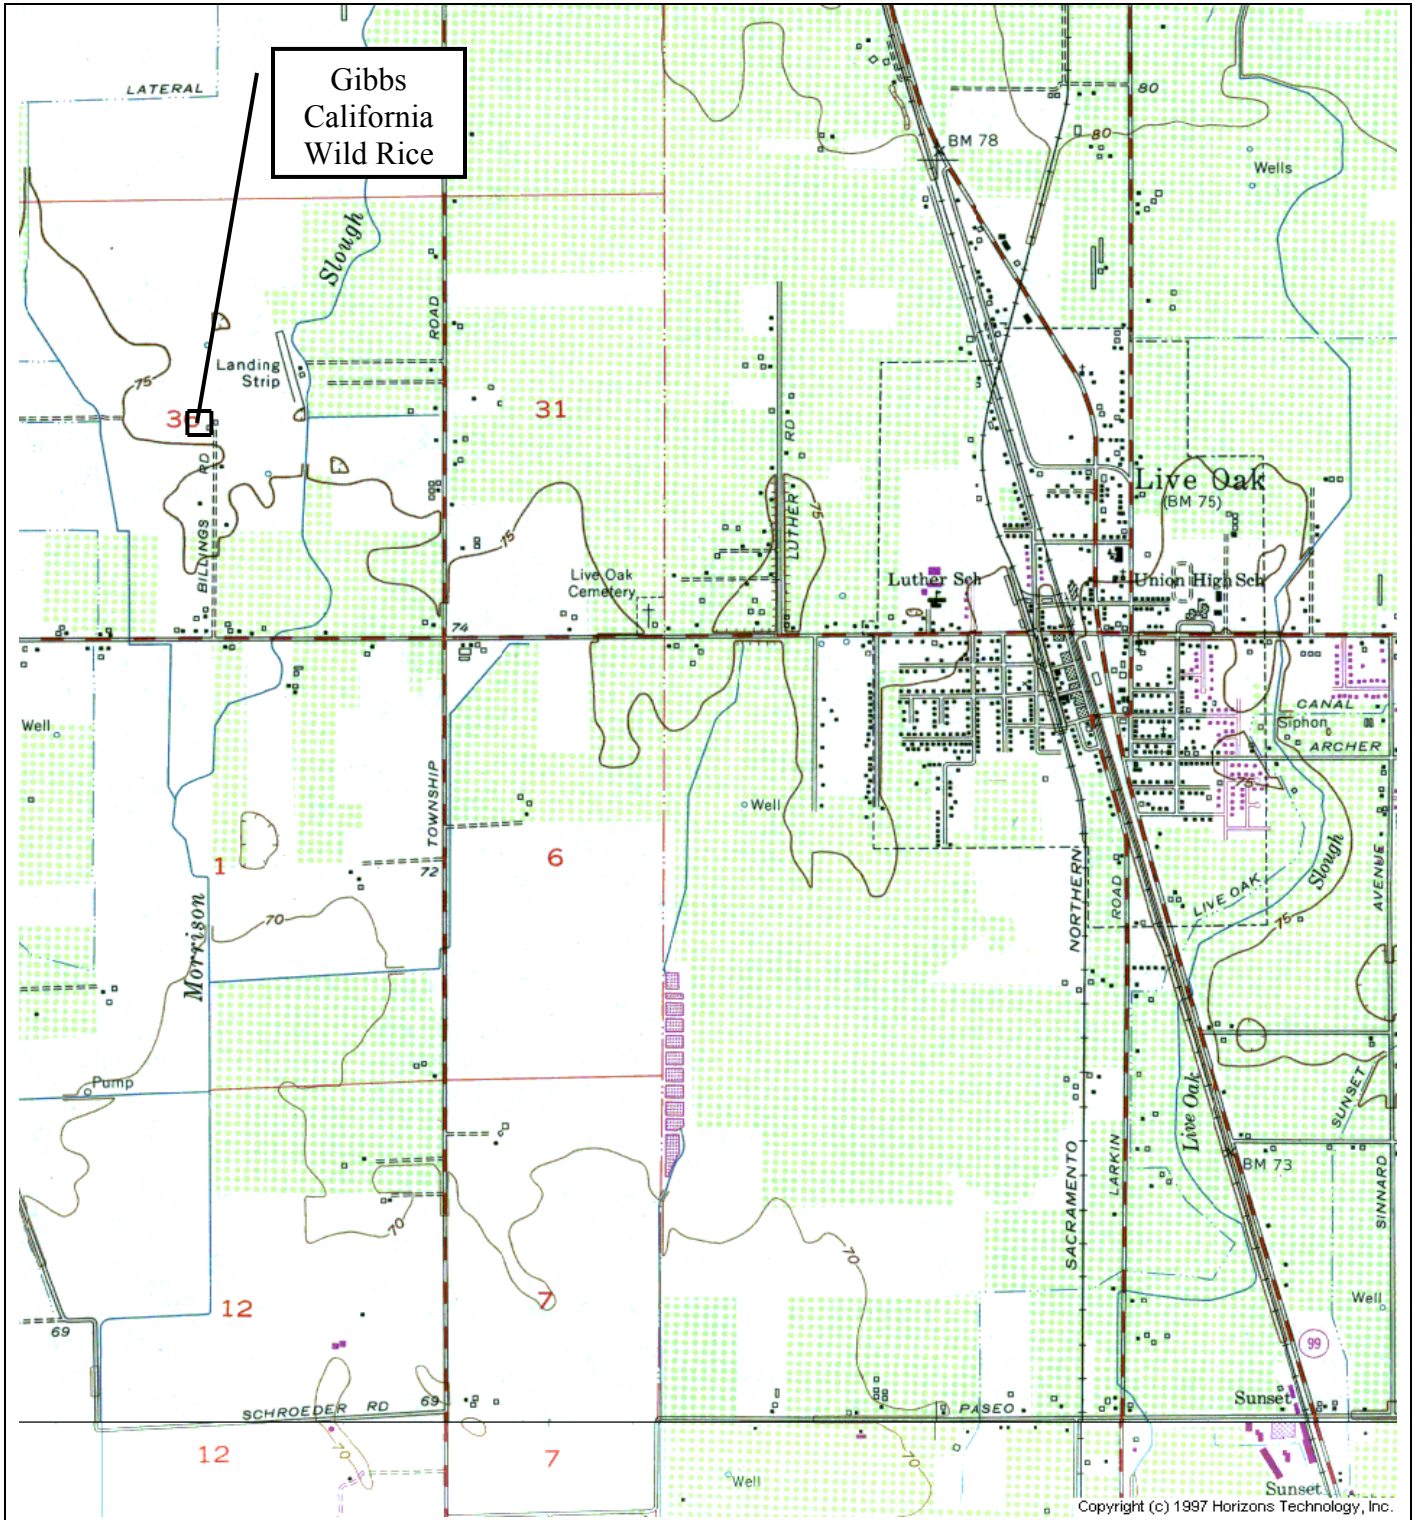 Gibbs
California
Wild Rice
LATERAL
80
BM 78
80
Wells
Slough
ROAD
Landing
Strip
75
31
RD
RD
LUTHER
75
Live Oak
(BM 75)
BILLINGS
75
Live Oak
Cemetery
Luther Sch
Union High Sch
74
Well
CANAL
Siphon
ARCHER
TOWNSHIP
Well
75
1
72
6
Slough
NORTHERN
ROAD
LIVE OAK
AVENUE
70
75
Morrison
Pump
Live Oak
SUNSET
BM 73
SACRAMENTO
LARKIN
SINNARD
70
70
12
7
Well
69
99
SCHROEDER RD
69
PASEO
Sunset
12
70
7
70
Well
Sunset
Copyright (c) 1997 Horizons Technology, Inc.